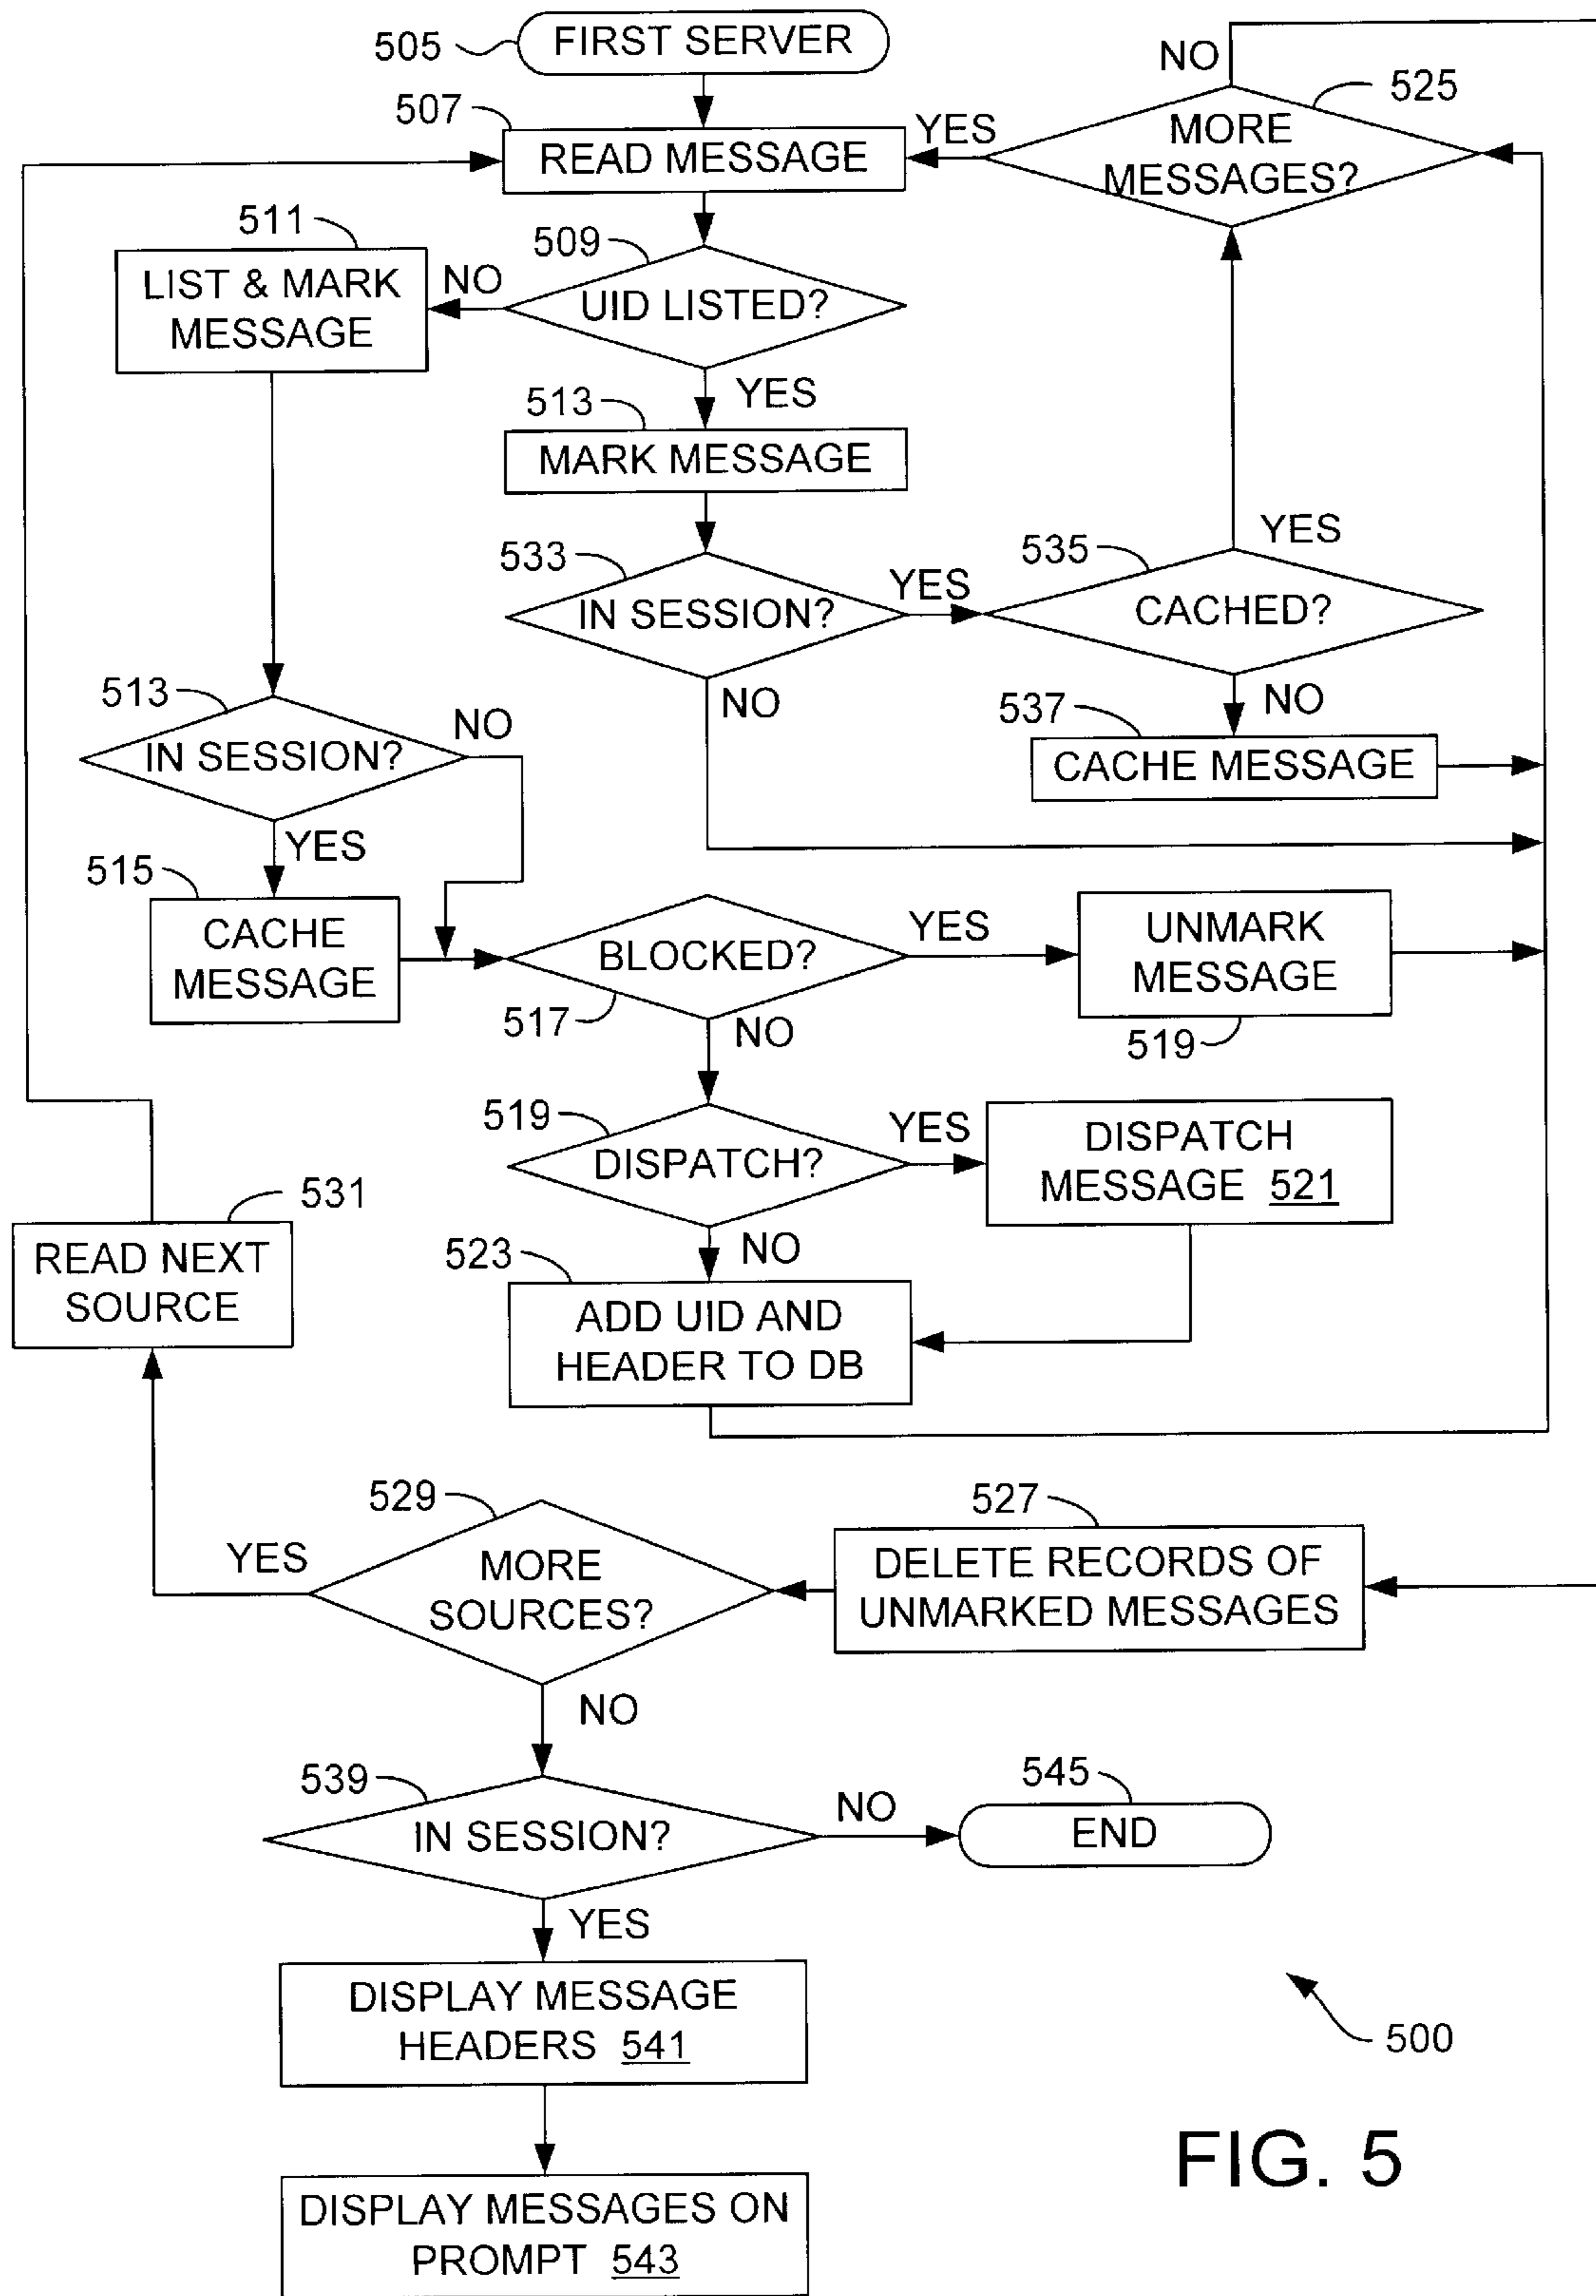 505
FIRST SERVER
NO
525
507
READ MESSAGE
YES
MORE
MESSAGES?
511
LIST & MARK
MESSAGE
NO
509
UID LISTED?
YES
513
MARK MESSAGE
533
IN SESSION?
YES
535
YES
CACHED?
NO
NO
537
CACHE MESSAGE
513
IN SESSION?
NO
YES
515
CACHE
MESSAGE
BLOCKED?
517
YES
UNMARK
MESSAGE
519
NO
519
DISPATCH?
YES
DISPATCH
MESSAGE 521
NO
523
ADD UID AND
HEADER TO DB
531
READ NEXT
SOURCE
529
YES
MORE
SOURCES?
527
DELETE RECORDS OF
UNMARKED MESSAGES
NO
539
IN SESSION?
NO
545
END
YES
DISPLAY MESSAGE
HEADERS 541
500
DISPLAY MESSAGES ON
PROMPT 543
FIG. 5